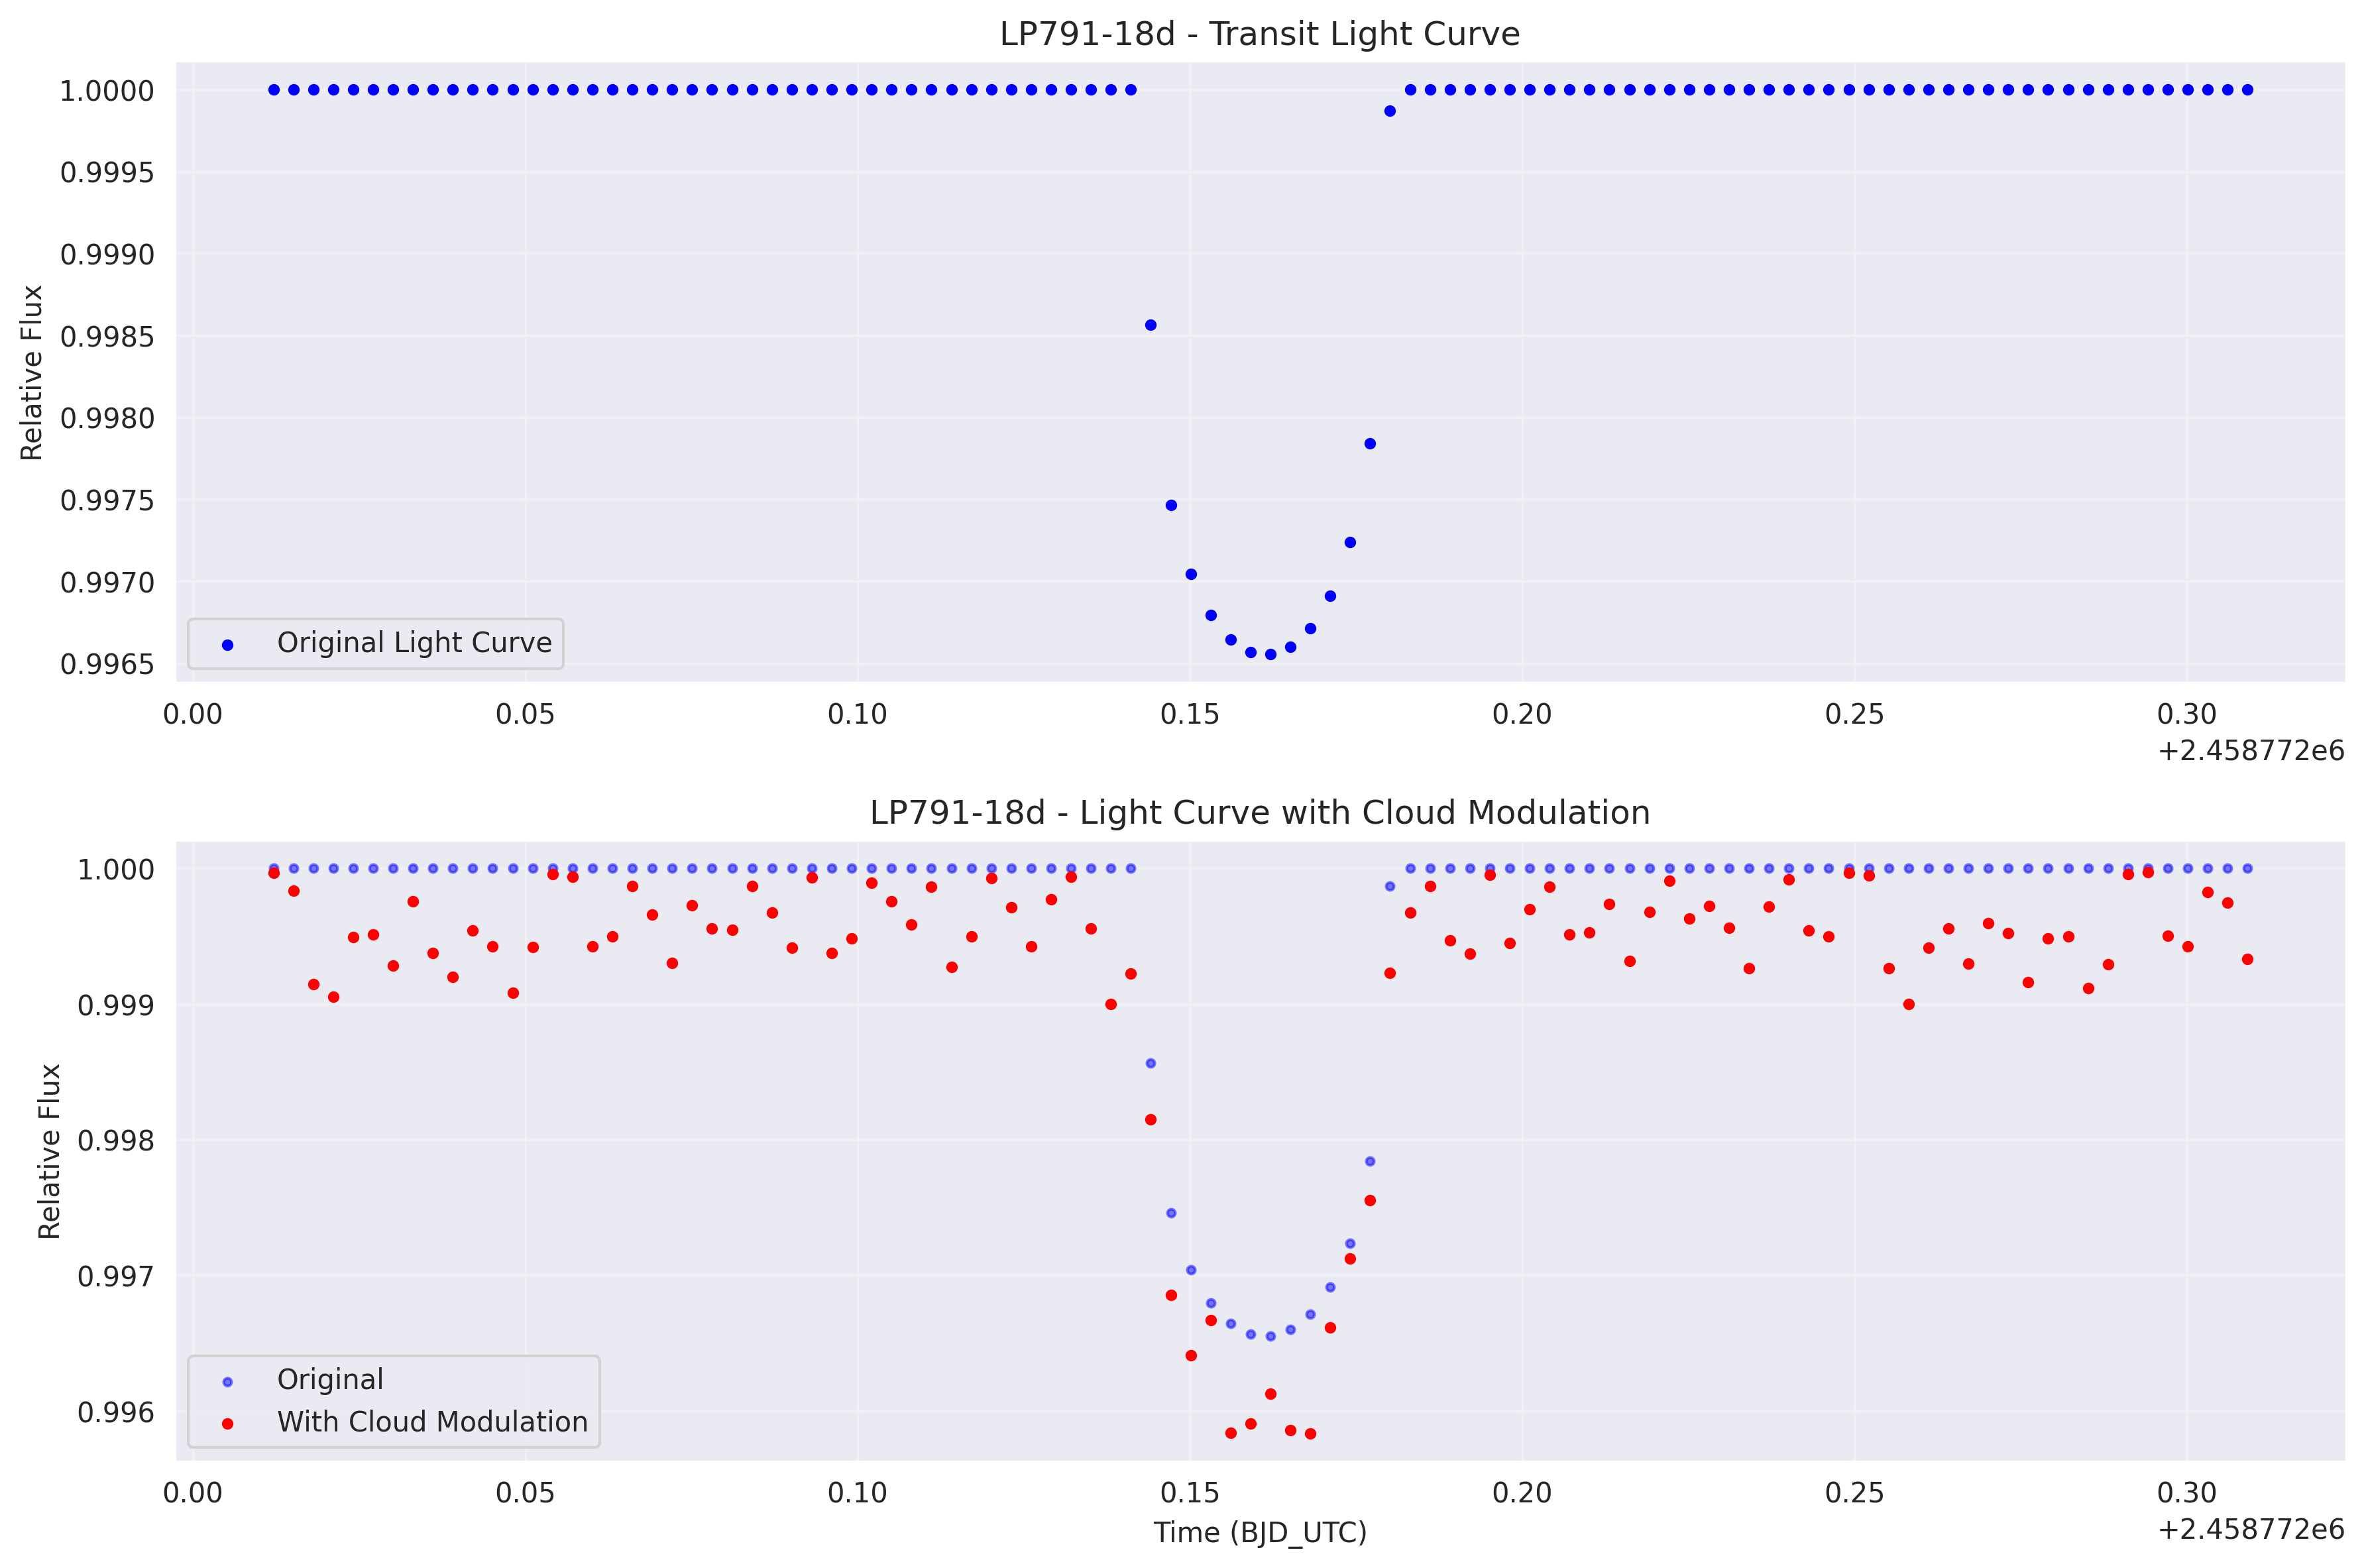 LP791-18d - Transit Light Curve
Relative Flux
1.0000
0.9995
0.9990
0.9985
0.9980
0.9975
0.9970
0.9965
Original Light Curve
0.00 0.05 0.10 0.15 0.20 0.25 0.30
+2.458772e6
LP791-18d - Light Curve with Cloud Modulation
Relative Flux
1.000
0.999
0.998
0.997
0.996
Original
With Cloud Modulation
0.00 0.05 0.10 0.15 0.20 0.25 0.30
Time (BJD_UTC)
+2.458772e6